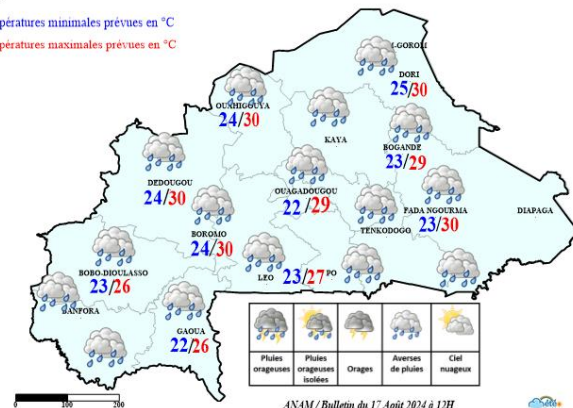 pératures minimales prévues en °C
pératures maximales prévues en °C
DORI
25/30
OUAHIGOUYA
24/30
KAYA
BOGANDE
23/29
DEDOUGOU
24/30
OUAGADOUGOU
22/29
FADA NGOURMA
23/30
DIAPAGA
TENKODOGO
BOROMO
24/30
BOBO-DIOULASSO
23/26
LEO
23/27
PO
BANFORA
GAOUA
22/26
Pluies orageuses
Pluies orageuses isolées
Orages
Averses de pluies
Ciel nuageux
100
200
ANAM / Bulletin du 17 Août 2024 à 12H